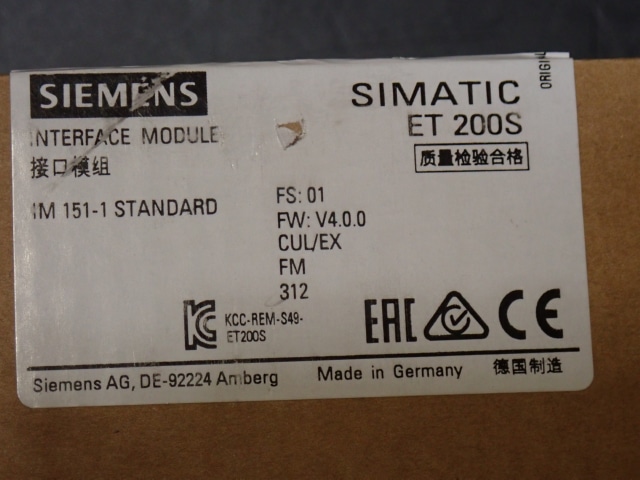 SIEMENS
SIMATIC
ET 200S
ORIGINAL
INTERFACE MODULE
接口模组
质量检验合格
IM 151-1 STANDARD
FS: 01
FW: V4.0.0
CUL/EX
FM
312
KCC-REM-S49-
ET200S
EAC
CE
Siemens AG, DE-92224 Amberg
Made in Germany
德国制造